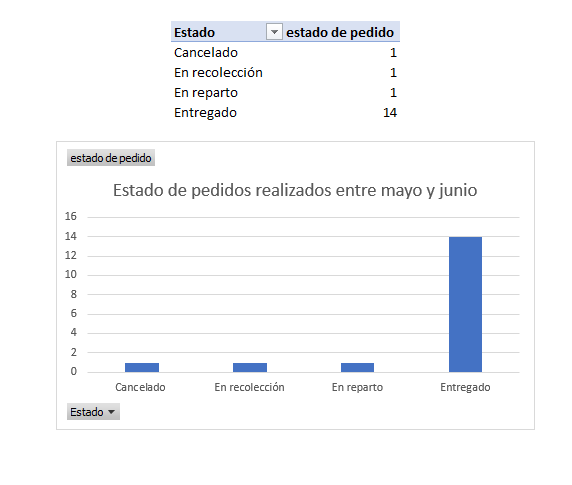 Estado estado de pedido
Cancelado 1
En recolección 1
En reparto 1
Entregado 14
estado de pedido
Estado de pedidos realizados entre mayo y junio
16
14
12
10
8
6
4
2
0
Cancelado En recolección En reparto Entregado
Estado